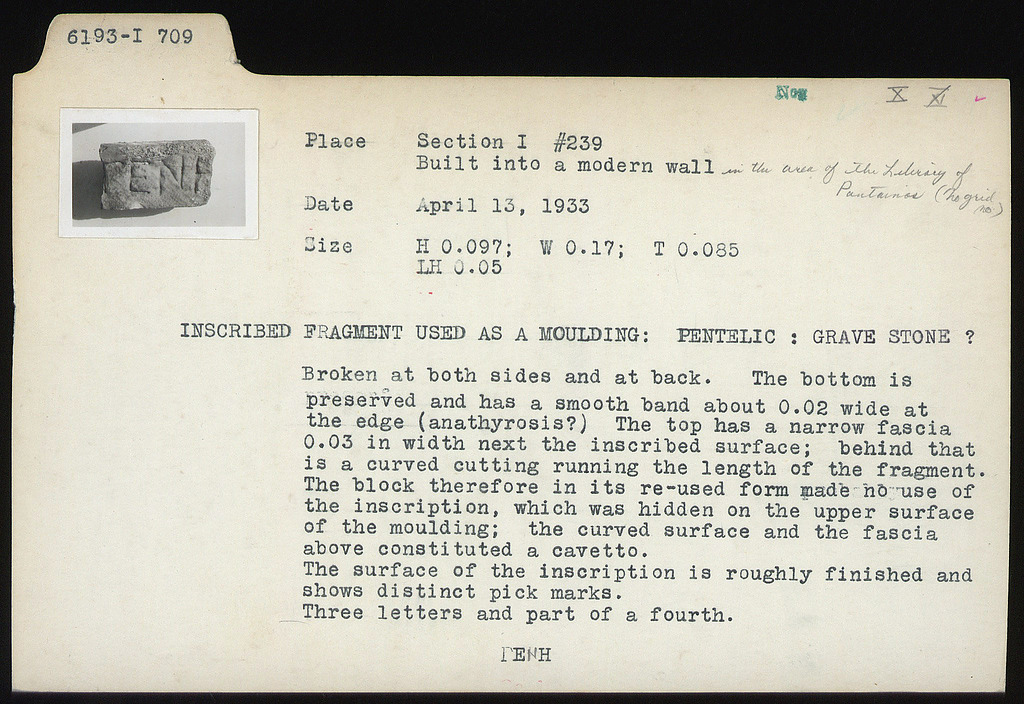 6193-I 709
Nov X XI
Place Section I #239
Built into a modern wall in the area of the Library of
Pantainos (No grid
no)
Date April 13, 1933
Size H 0.097; W 0.17; T 0.085
LH 0.05
INSCRIBED FRAGMENT USED AS A MOULDING: PENTELIC : GRAVE STONE ?
Broken at both sides and at back. The bottom is
preserved and has a smooth band about 0.02 wide at
the edge (anathyrosis?) The top has a narrow fascia
0.03 in width next the inscribed surface; behind that
is a curved cutting running the length of the fragment.
The block therefore in its re-used form made no use of
the inscription, which was hidden on the upper surface
of the moulding; the curved surface and the fascia
above constituted a cavetto.
The surface of the inscription is roughly finished and
shows distinct pick marks.
Three letters and part of a fourth.
ΓΕΝΗ